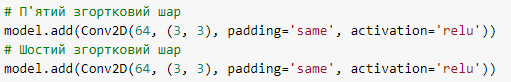 # П'ятий згортковий шар
model.add(Conv2D(64, (3, 3), padding='same', activation='relu'))
# Шостий згортковий шар
model.add(Conv2D(64, (3, 3), padding='same', activation='relu'))